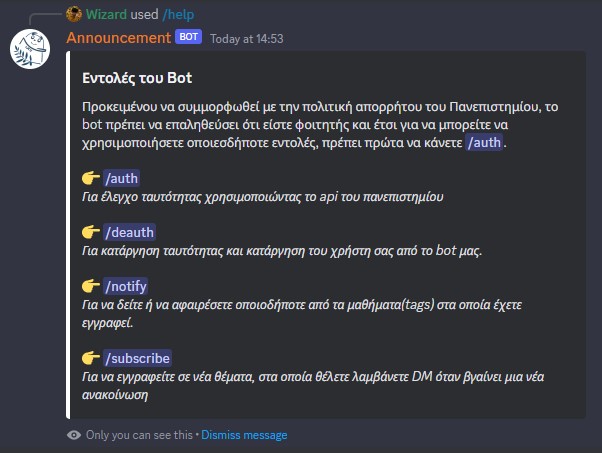 Wizard used /help
Announcement BOT Today at 14:53
Εντολές του Bot
Προκειμένου να συμμορφωθεί με την πολιτική απορρήτου του Πανεπιστημίου, το
bot πρέπει να επαληθεύσει ότι είστε φοιτητής και έτσι για να μπορείτε να
χρησιμοποιήσετε οποιεσδήποτε εντολές, πρέπει πρώτα να κάνετε /auth.
👉 /auth
Για έλεγχο ταυτότητας χρησιμοποιώντας το api του πανεπιστημίου
👉 /deauth
Για κατάργηση ταυτότητας και κατάργηση του χρήστη σας από το bot μας.
👉 /notify
Για να δείτε ή να αφαιρέσετε οποιοδήποτε από τα μαθήματα(tags) στα οποία έχετε
εγγραφεί.
👉 /subscribe
Για να εγγραφείτε σε νέα θέματα, στα οποία θέλετε λαμβάνετε DM όταν βγαίνει μια νέα
ανακοίνωση
Only you can see this • Dismiss message